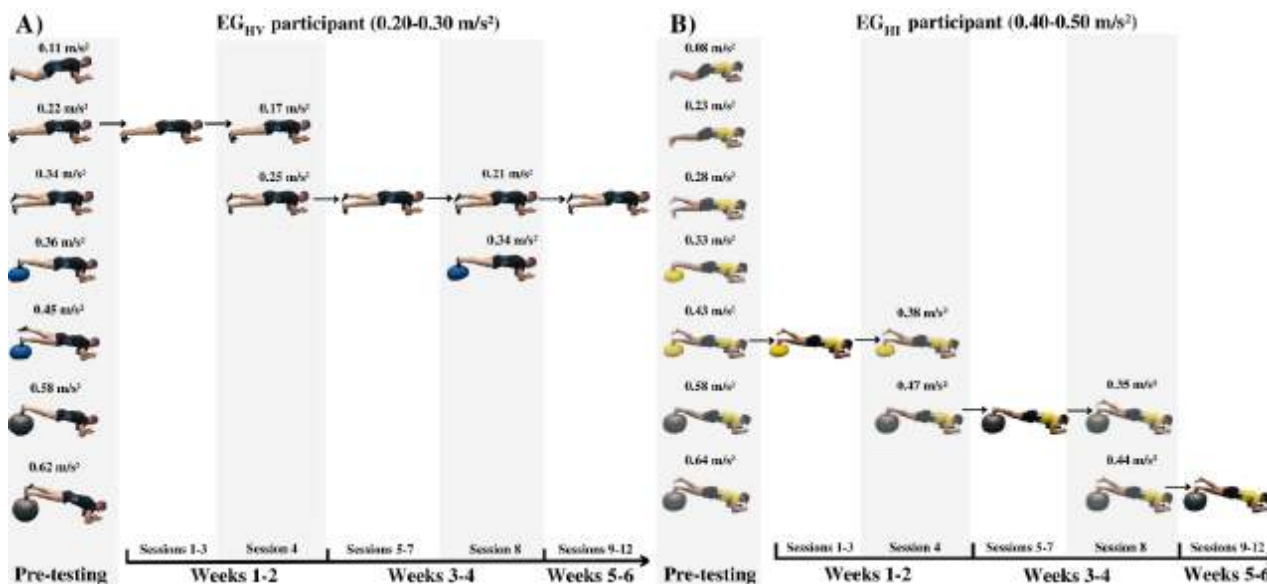 A) EG_HV participant (0.20-0.30 m/s²)
0.11 m/s²
0.22 m/s²
0.17 m/s²
0.34 m/s²
0.25 m/s²
0.21 m/s²
0.36 m/s²
0.34 m/s²
0.45 m/s²
0.58 m/s²
0.62 m/s²
Sessions 1-3 Session 4 Sessions 5-7 Session 8 Sessions 9-12
Pre-testing Weeks 1-2 Weeks 3-4 Weeks 5-6
B) EG_HI participant (0.40-0.50 m/s²)
0.08 m/s²
0.23 m/s²
0.28 m/s²
0.33 m/s²
0.43 m/s²
0.38 m/s²
0.58 m/s²
0.47 m/s²
0.35 m/s²
0.64 m/s²
0.44 m/s²
Sessions 1-3 Session 4 Sessions 5-7 Session 8 Sessions 9-12
Pre-testing Weeks 1-2 Weeks 3-4 Weeks 5-6